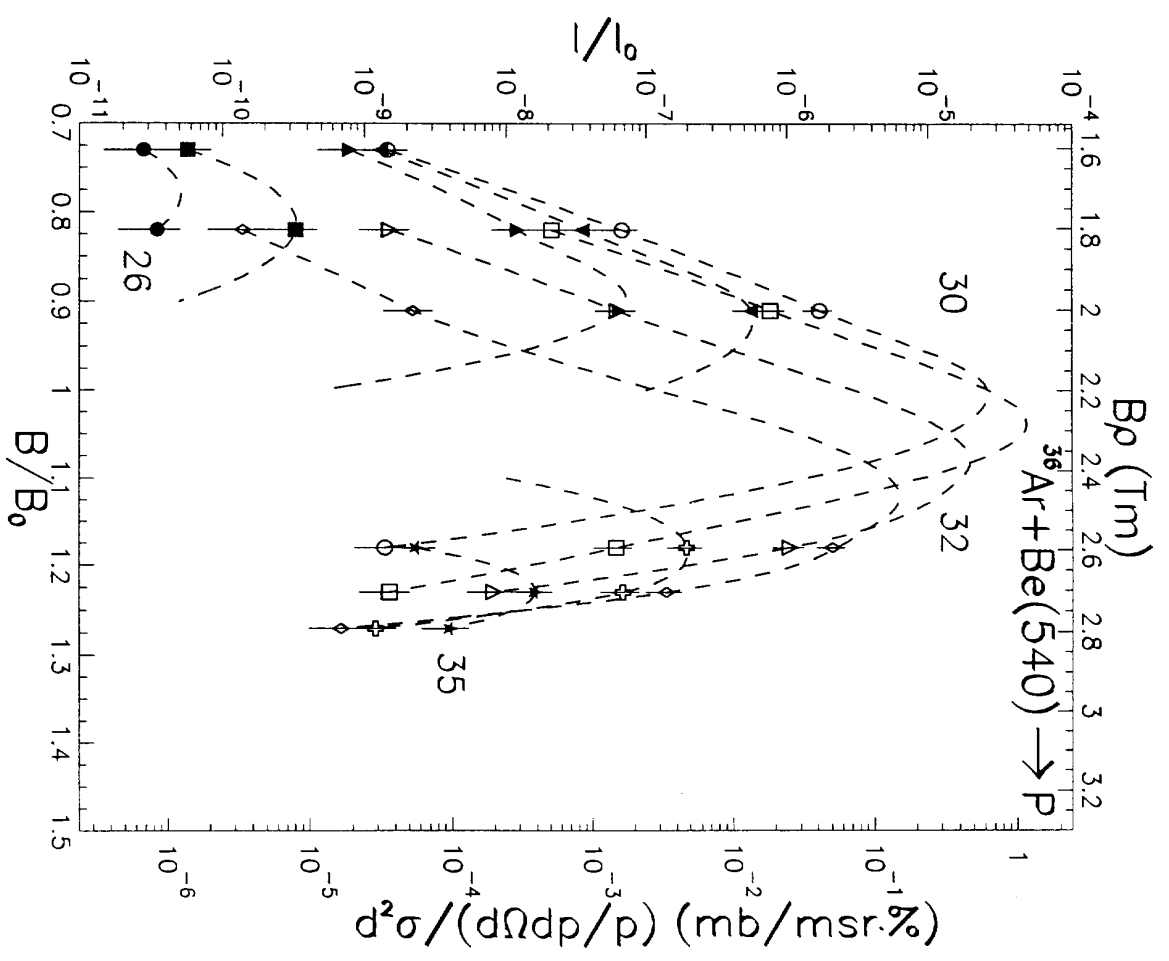 Bρ (Tm)
1.6 1.8 2 2.2 2.4 2.6 2.8 3 3.2
³⁶Ar+Be(540) → P
I/I₀
10⁻⁴
10⁻⁵
10⁻⁶
10⁻⁷
10⁻⁸
10⁻⁹
10⁻¹⁰
10⁻¹¹
30
32
26
35
d²σ/(dΩdp/p) (mb/msr.%)
1
10⁻¹
10⁻²
10⁻³
10⁻⁴
10⁻⁵
10⁻⁶
0.7 0.8 0.9 1 1.1 1.2 1.3 1.4 1.5
B/B₀